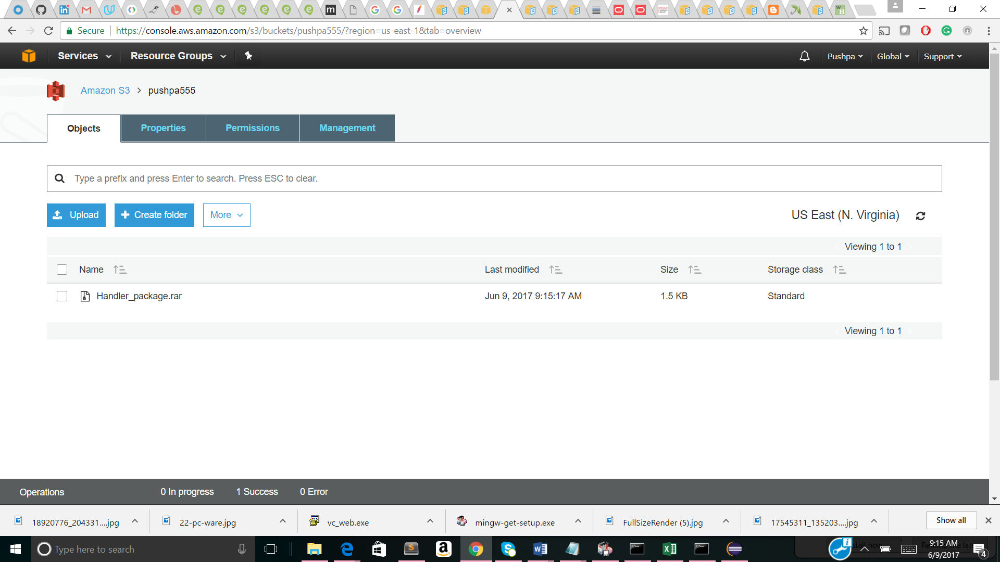 Secure
https://console.aws.amazon.com/s3/buckets/pushpa555/?region=us-east-1&tab=overview
Services
Resource Groups
Pushpa
Global
Support
Amazon S3 > pushpa555
Objects
Properties
Permissions
Management
Type a prefix and press Enter to search. Press ESC to clear.
Upload
Create folder
More
US East (N. Virginia)
Viewing 1 to 1
Name
Last modified
Size
Storage class
Handler_package.rar
Jun 9, 2017 9:15:17 AM
1.5 KB
Standard
Viewing 1 to 1
Operations
0 In progress
1 Success
0 Error
18920776_204331....jpg
22-pc-ware.jpg
vc_web.exe
mingw-get-setup.exe
FullSizeRender (5).jpg
17545311_135203....jpg
Show all
Type here to search
9:15 AM
6/9/2017
4